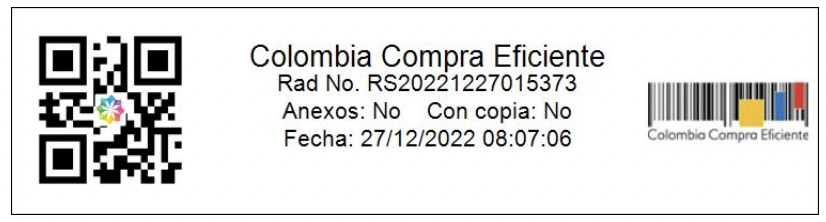 Colombia Compra Eficiente
Rad No. RS20221227015373
Anexos: No Con copia: No
Fecha: 27/12/2022 08:07:06
Colombia Compra Eficiente